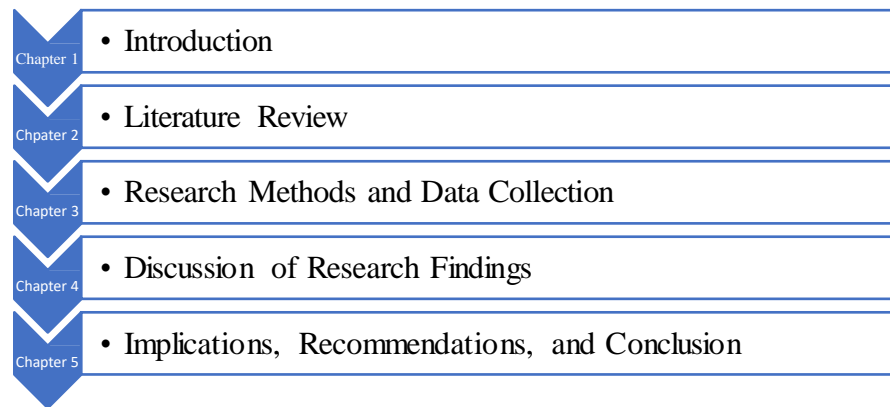 Chapter 1
• Introduction
Chpater 2
• Literature Review
Chapter 3
• Research Methods and Data Collection
Chapter 4
• Discussion of Research Findings
Chapter 5
• Implications, Recommendations, and Conclusion